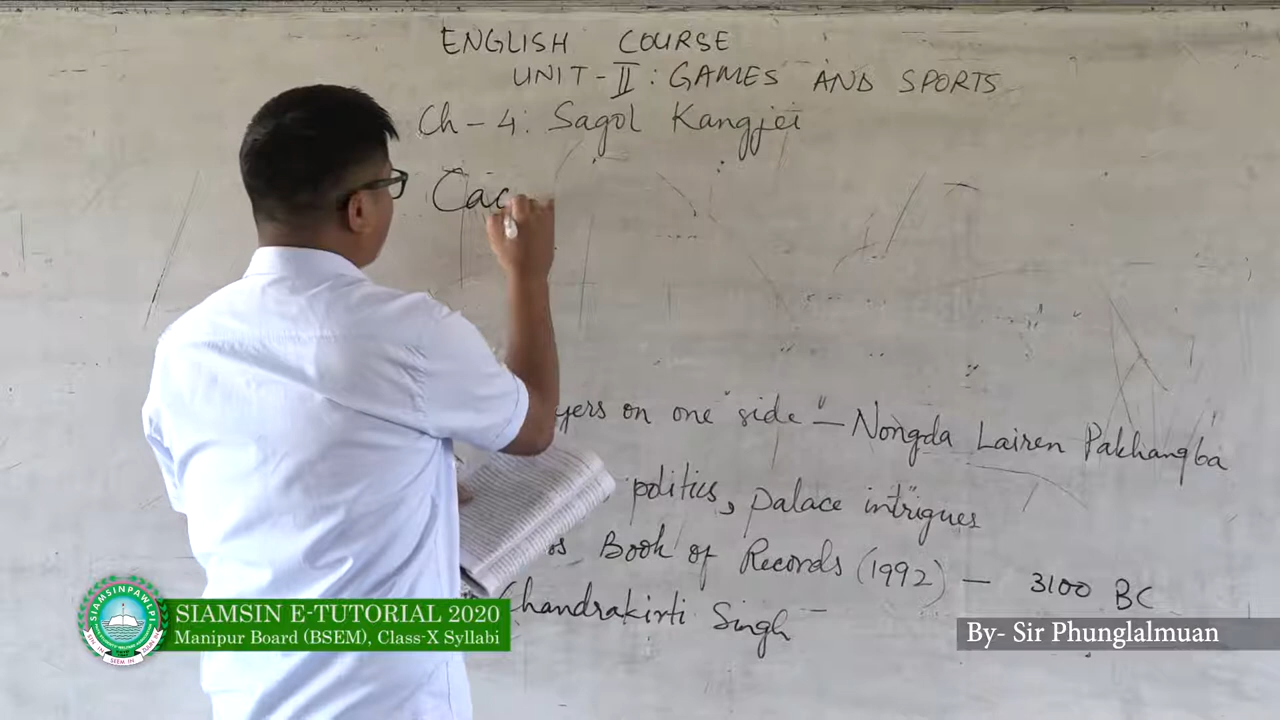 ENGLISH COURSE
UNIT-II: GAMES AND SPORTS
Ch-4: Sagol Kangjei
Cac
yers on one "side" - Nongda Lairen Pakhangba
politics, palace intrigues
Book of Records (1992) - 3100 BC
Chandrakirti Singh
SIAMSINPAWLPI
SIAMSIN E-TUTORIAL 2020
Manipur Board (BSEM), Class-X Syllabi
By- Sir Phunglalmuan